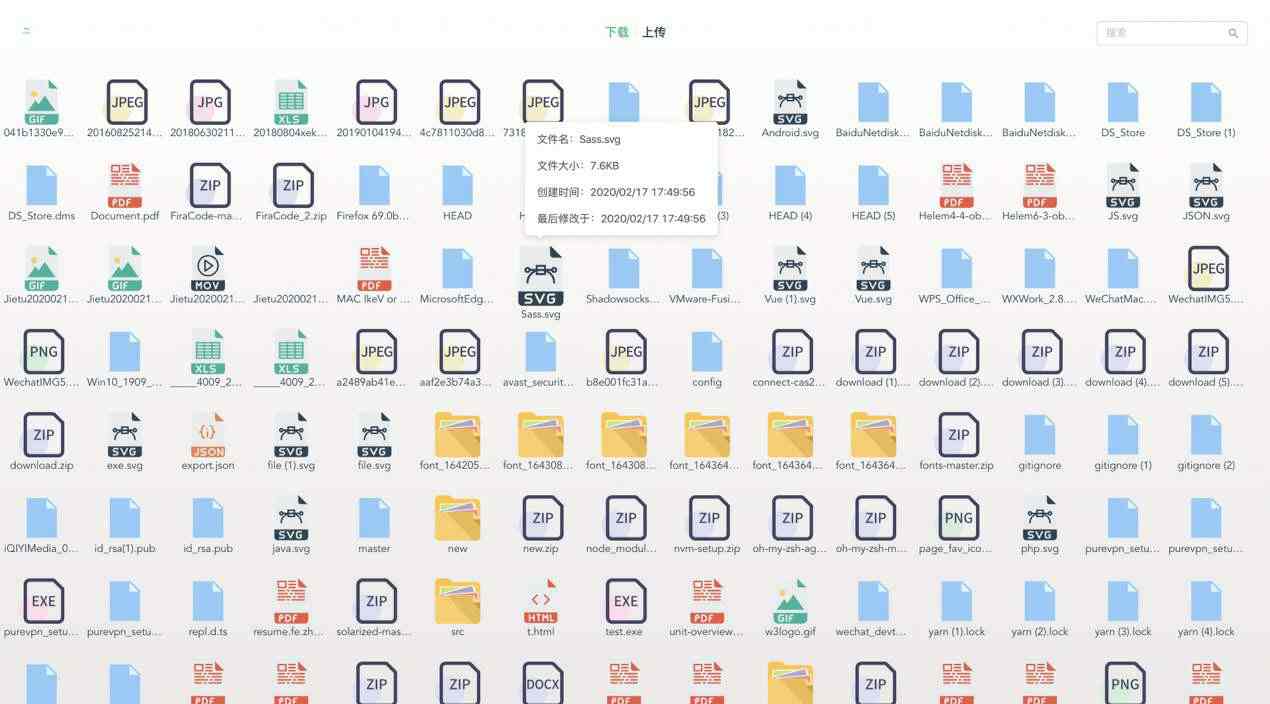 下载 上传
搜索
GIF JPEG JPG XLS JPG JPEG JPEG JPEG SVG
041b1330e9... 20160825214... 20180630211... 20180804xek... 20190104194... 4c7811030d8... 7318 182... Android.svg BaiduNetdisk... BaiduNetdisk... BaiduNetdisk... DS_Store DS_Store (1)
文件名：Sass.svg
文件大小：7.6KB
创建时间：2020/02/17 17:49:56
最后修改于：2020/02/17 17:49:56
PDF ZIP ZIP PDF PDF SVG SVG
DS_Store.dms Document.pdf FiraCode-ma... FiraCode_2.zip Firefox 69.0b... HEAD H (3) HEAD (4) HEAD (5) Helem4-4-ob... Helem6-3-ob... JS.svg JSON.svg
GIF GIF MOV PDF SVG SVG SVG JPEG
Jietu2020021... Jietu2020021... Jietu2020021... Jietu2020021... MAC IkeV or ... MicrosoftEdg... Sass.svg Shadowsocks... VMware-Fusi... Vue (1).svg Vue.svg WPS_Office_... WXWork_2.8.... WeChatMac.... WechatIMG5....
PNG XLS XLS JPEG JPEG JPEG ZIP ZIP ZIP ZIP ZIP ZIP
WechatIMG5.... Win10_1909_... _____4009_2... _____4009_2... a2489ab41e... aaf2e3b74a3... avast_securit... b8e001fc31a... config connect-cas2... download (1).... download (2).... download (3).... download (4).... download (5)....
ZIP SVG JSON SVG SVG ZIP
download.zip exe.svg export.json file (1).svg file.svg font_164205... font_164308... font_164308... font_164364... font_164364... font_164364... fonts-master.zip gitignore gitignore (1) gitignore (2)
SVG ZIP ZIP ZIP ZIP ZIP PNG SVG
iQIYIMedia_0... id_rsa(1).pub id_rsa.pub java.svg master new new.zip node_modul... nvm-setup.zip oh-my-zsh-ag... oh-my-zsh-m... page_fav_ico... php.svg purevpn_setu... purevpn_setu...
EXE PDF ZIP HTML EXE PDF GIF
purevpn_setu... purevpn_setu... repl.d.ts resume.fe.zh... solarized-mas... src t.html test.exe unit-overview... w3logo.gif wechat_devt... yarn (1).lock yarn (2).lock yarn (3).lock yarn (4).lock
PDF PDF ZIP ZIP DOCX PDF PDF ZIP PDF PDF PNG PDF